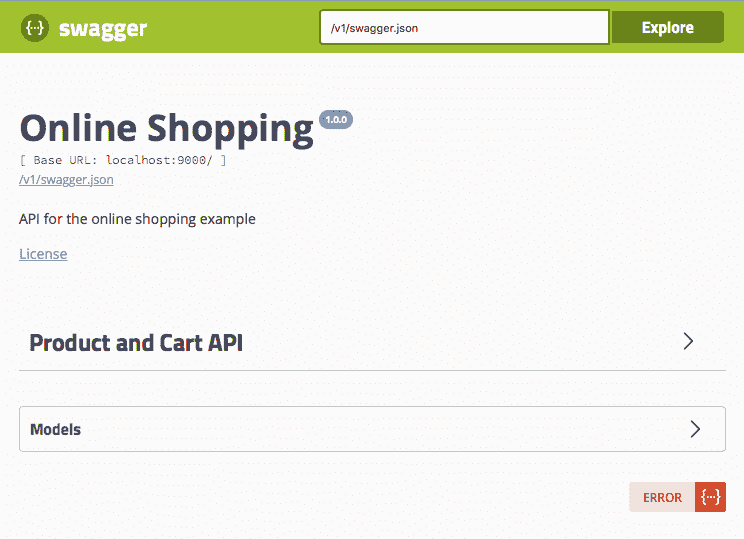 {···} swagger
/v1/swagger.json
Explore
Online Shopping 1.0.0
[ Base URL: localhost:9000/ ]
/v1/swagger.json
API for the online shopping example
License
Product and Cart API
Models
ERROR {···}